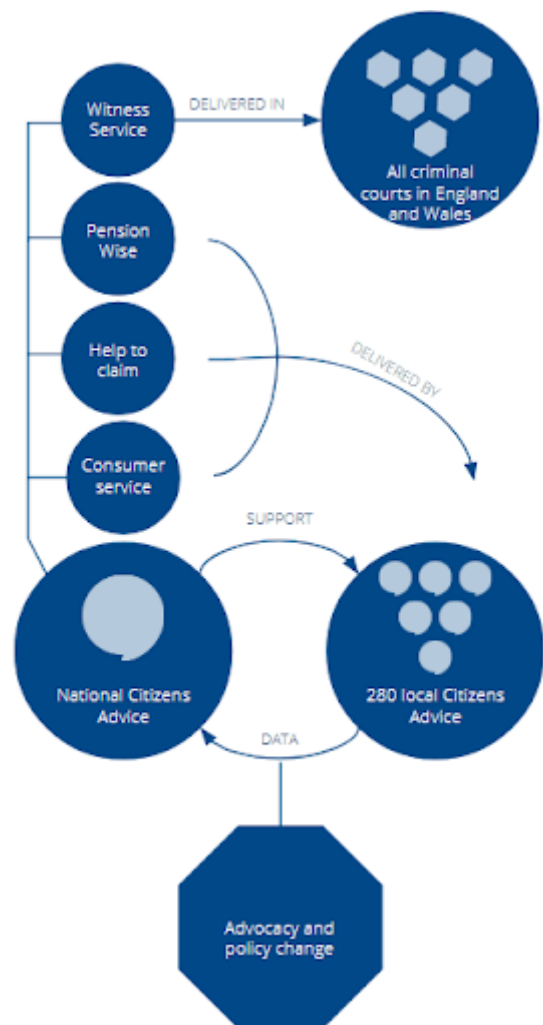 Witness
Service
DELIVERED IN
All criminal
courts in England
and Wales
Pension
Wise
Help to
claim
DELIVERED BY
Consumer
service
SUPPORT
National Citizens
Advice
280 local Citizens
Advice
DATA
Advocacy and
policy change